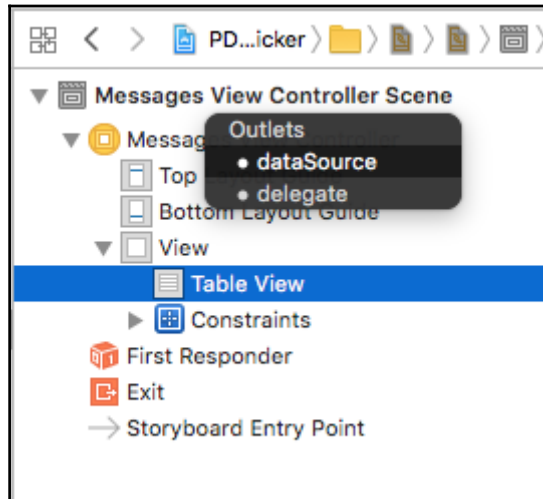 PD...icker
Messages View Controller Scene
Outlets
Messag
• dataSource
Top
• delegate
Bottom Layout Guide
View
Table View
Constraints
First Responder
Exit
Storyboard Entry Point